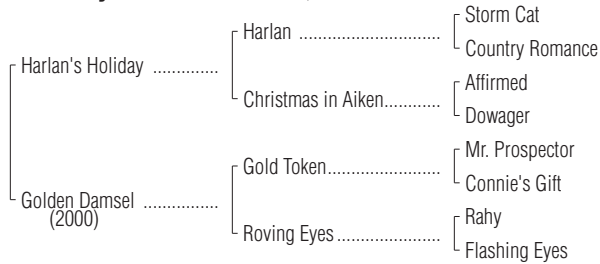 Storm Cat
Harlan ........................
Country Romance
Harlan's Holiday .............
Affirmed
Christmas in Aiken...........
Dowager
Mr. Prospector
Gold Token......................
Connie's Gift
Golden Damsel ...............
(2000)
Rahy
Roving Eyes ....................
Flashing Eyes